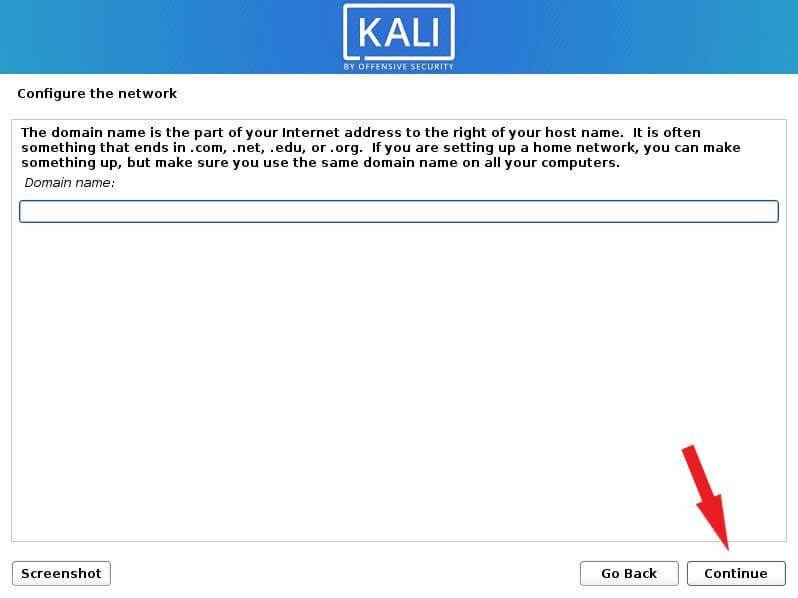 KALI
BY OFFENSIVE SECURITY
Configure the network
The domain name is the part of your Internet address to the right of your host name.  It is often
something that ends in .com, .net, .edu, or .org.  If you are setting up a home network, you can make
something up, but make sure you use the same domain name on all your computers.
Domain name:
Screenshot
Go Back
Continue